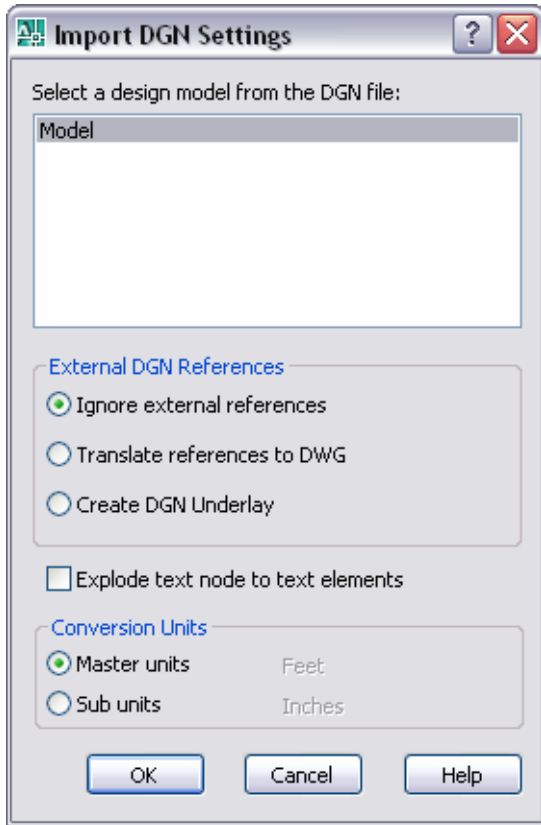 Import DGN Settings
Select a design model from the DGN file:
Model
External DGN References
Ignore external references
Translate references to DWG
Create DGN Underlay
Explode text node to text elements
Conversion Units
Master units Feet
Sub units Inches
OK Cancel Help